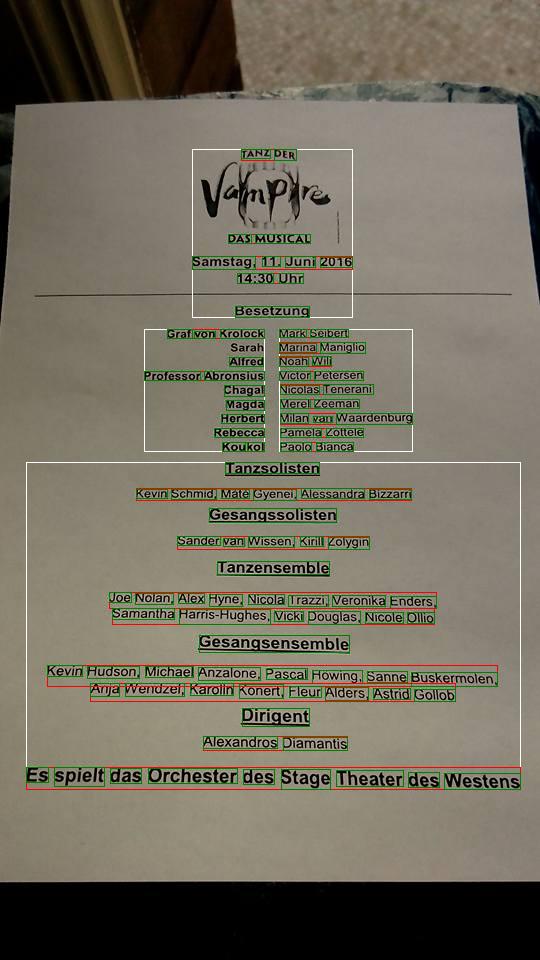 TANZ DER
Vampire
DAS MUSICAL
Samstag, 11. Juni 2016
14:30 Uhr
Besetzung
Graf von Krolock Mark Seibert
Sarah Marina Maniglio
Alfred Noah Wili
Professor Abronsius Victor Petersen
Chagal Nicolas Tenerani
Magda Merel Zeeman
Herbert Milan van Waardenburg
Rebecca Pamela Zottele
Koukol Paolo Bianca
Tanzsolisten
Kevin Schmid, Máté Gyenei, Alessandra Bizzarri
Gesangssolisten
Sander van Wissen, Kirill Zolygin
Tanzensemble
Joe Nolan, Alex Hyne, Nicola Trazzi, Veronika Enders,
Samantha Harris-Hughes, Vicki Douglas, Nicole Ollio
Gesangsensemble
Kevin Hudson, Michael Anzalone, Pascal Höwing, Sanne Buskermolen,
Anja Wendzel, Karolin Konert, Fleur Alders, Astrid Gollob
Dirigent
Alexandros Diamantis
Es spielt das Orchester des Stage Theater des Westens